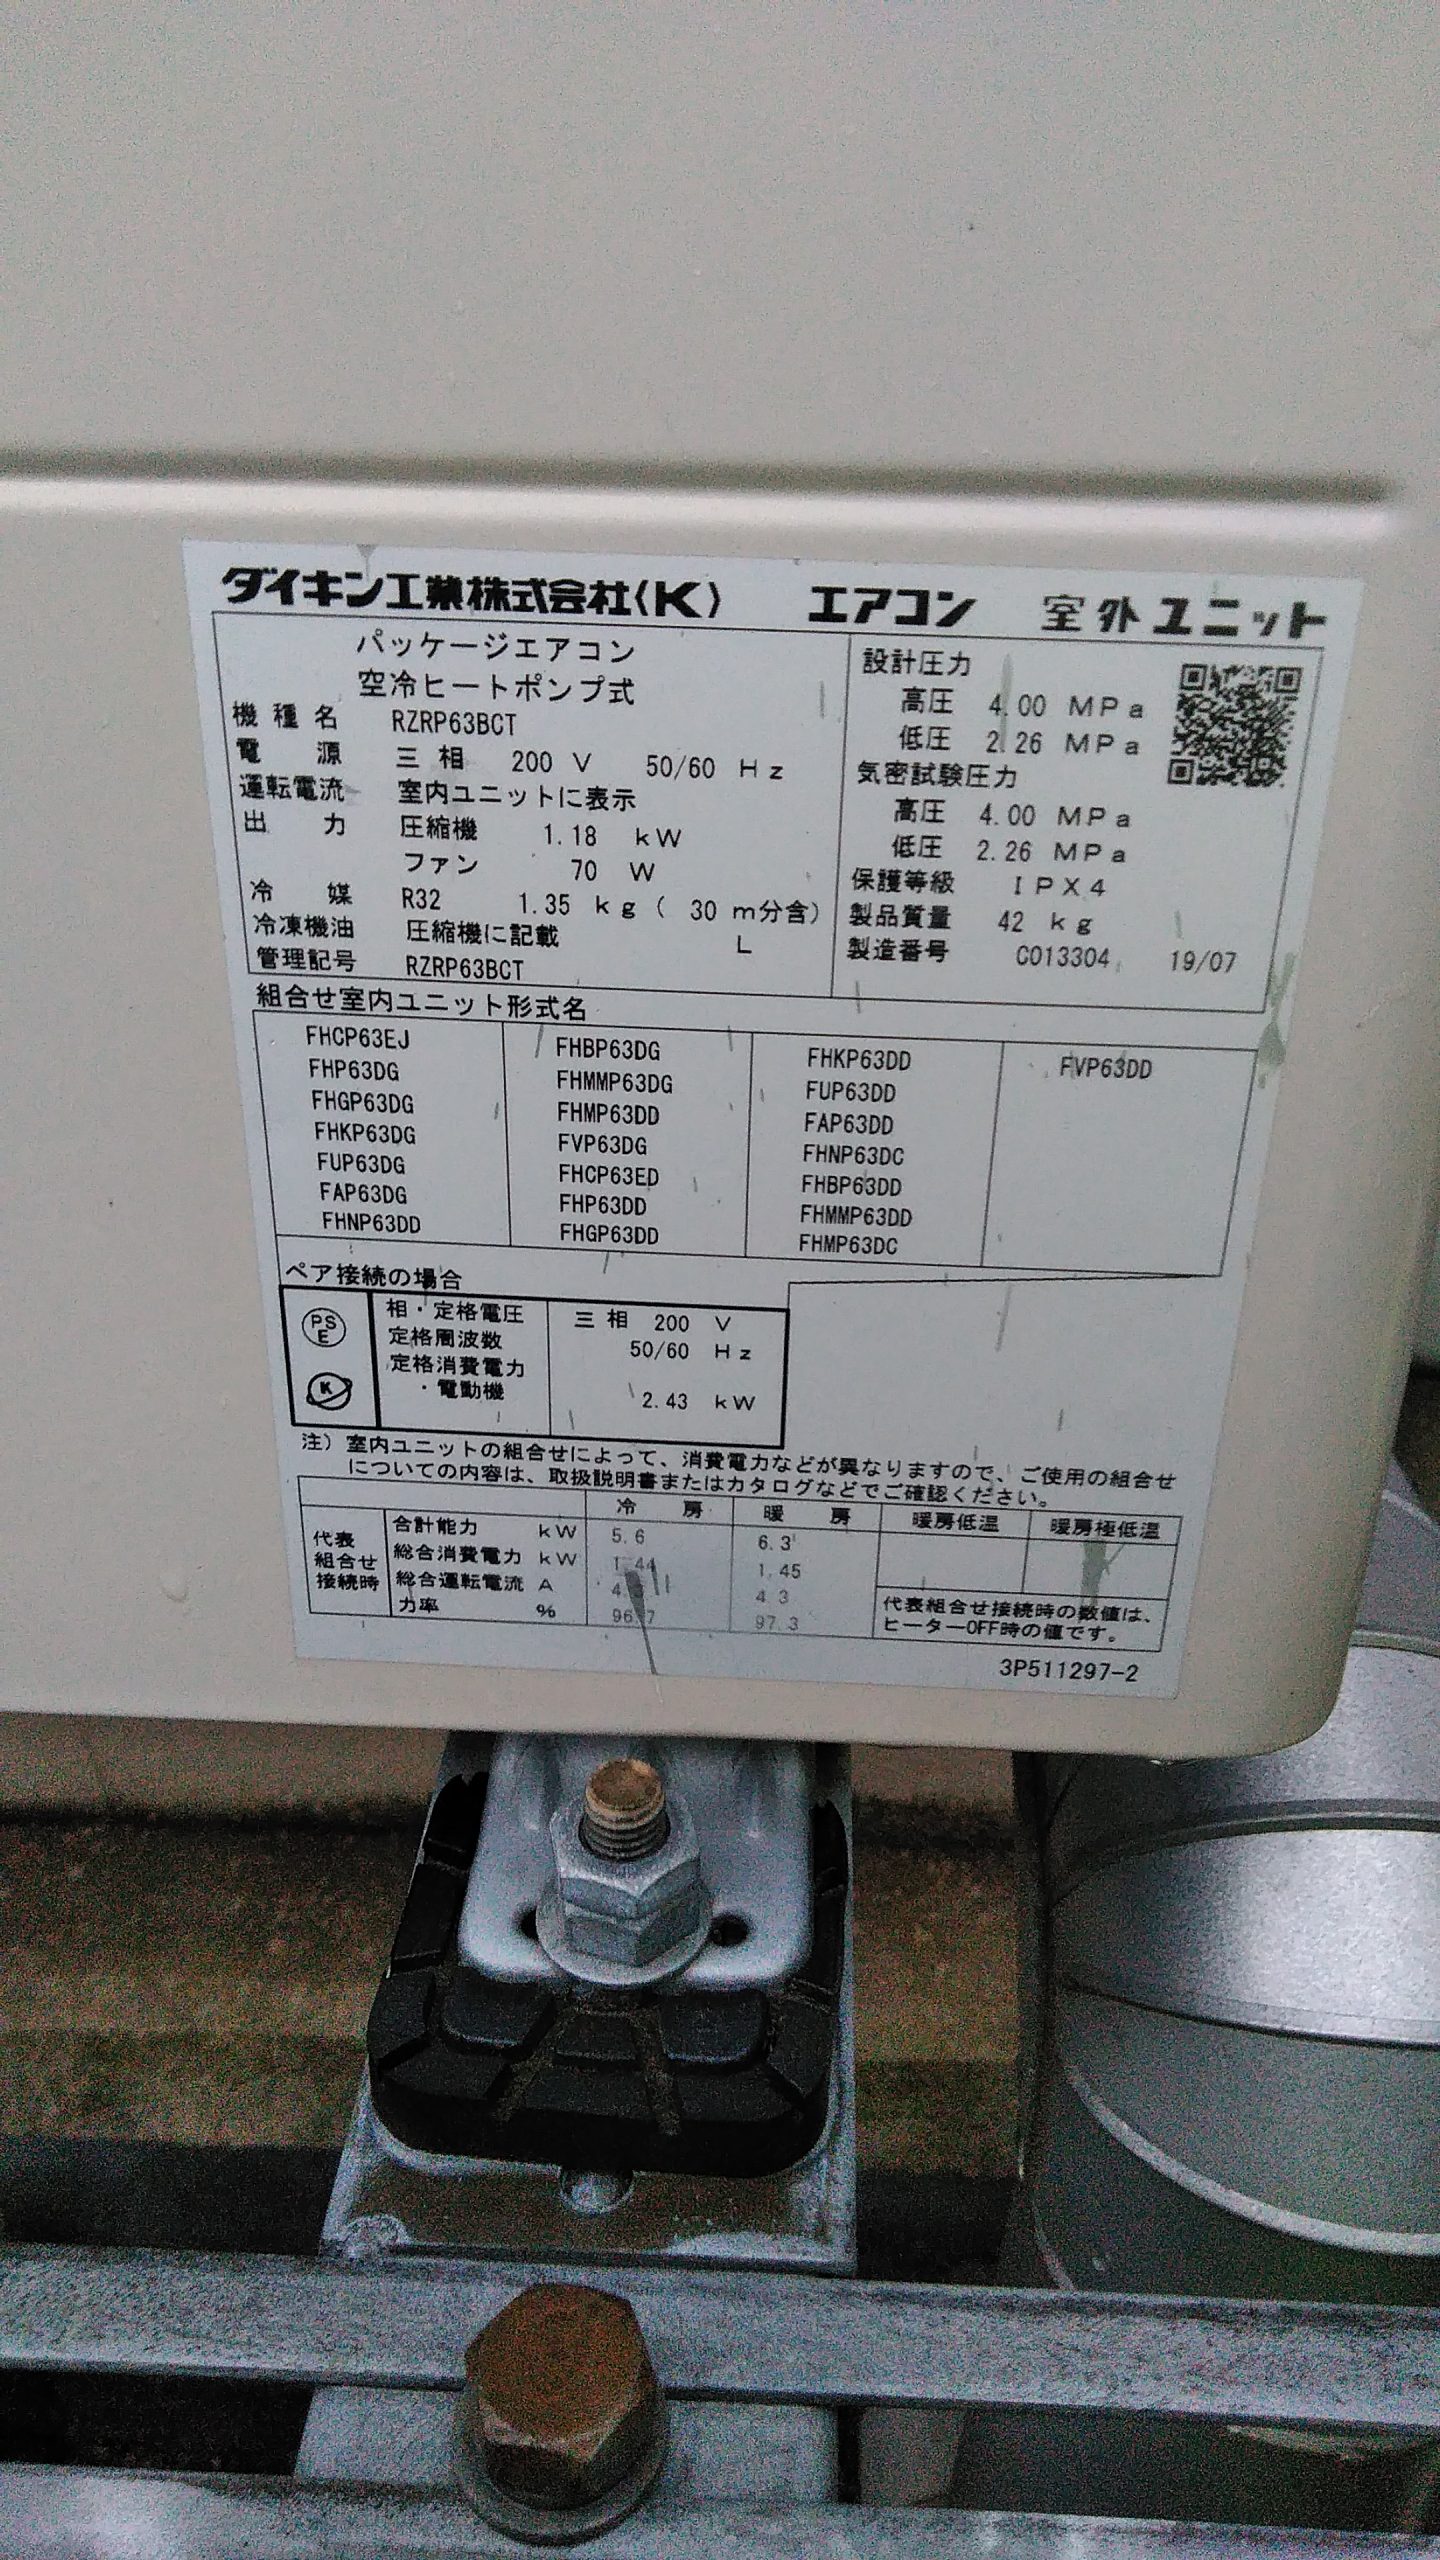 ダイキン工業株式会社〈K〉 エアコン 室外ユニット
パッケージエアコン
空冷ヒートポンプ式
機種名 RZRP63BCT
電源 三相 200 V 50/60 Hz
運転電流 室内ユニットに表示
出力 圧縮機 1.18 kW
ファン 70 W
冷媒 R32 1.35 kg ( 30 m分含)
冷凍機油 圧縮機に記載 L
管理記号 RZRP63BCT
設計圧力
高圧 4.00 MPa
低圧 2.26 MPa
気密試験圧力
高圧 4.00 MPa
低圧 2.26 MPa
保護等級 IPX4
製品質量 42 kg
製造番号 C013304 19/07
組合せ室内ユニット形式名
FHCP63EJ
FHP63DG
FHGP63DG
FHKP63DG
FUP63DG
FAP63DG
FHNP63DD
FHBP63DG
FHMMP63DG
FHMP63DD
FVP63DG
FHCP63ED
FHP63DD
FHGP63DD
FHKP63DD
FUP63DD
FAP63DD
FHNP63DC
FHBP63DD
FHMMP63DD
FHMP63DC
FVP63DD
ペア接続の場合
PS
E
K
相・定格電圧 三相 200 V
定格周波数 50/60 Hz
定格消費電力
・電動機 2.43 kW
注) 室内ユニットの組合せによって、消費電力などが異なりますので、ご使用の組合せ
についての内容は、取扱説明書またはカタログなどでご確認ください。
冷房 暖房 暖房低温 暖房極低温
代表
組合せ
接続時
合計能力 kW 5.6 6.3
総合消費電力 kW 1.44 1.45
総合運転電流 A 4.3
力率 % 96.7 97.3
代表組合せ接続時の数値は、
ヒーターOFF時の値です。
3P511297-2